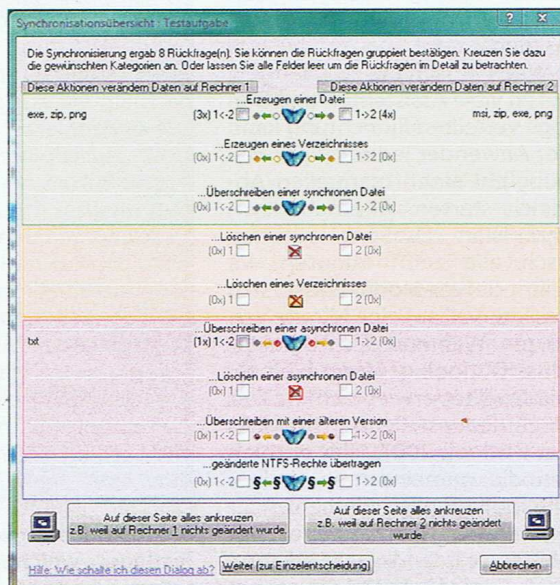 Synchronisationsübersicht : Testaufgabe
Die Synchronisierung ergab 8 Rückfrage(n). Sie können die Rückfragen gruppiert bestätigen. Kreuzen Sie dazu
die gewünschten Kategorien an. Oder lassen Sie alle Felder leer um die Rückfragen im Detail zu betrachten.
Diese Aktionen verändern Daten auf Rechner 1 Diese Aktionen verändern Daten auf Rechner 2
...Erzeugen einer Datei
exe, zip, png (3x) 1<-2 1->2 (4x) msi, zip, exe, png
...Erzeugen eines Verzeichnisses
(0x) 1<-2 1->2 (0x)
...Überschreiben einer synchronen Datei
(0x) 1<-2 1->2 (0x)
...Löschen einer synchronen Datei
(0x) 1 2 (0x)
...Löschen eines Verzeichnisses
(0x) 1 2 (0x)
...Überschreiben einer asynchronen Datei
txt (1x) 1<-2 1->2 (0x)
...Löschen einer asynchronen Datei
(0x) 1 2 (0x)
...Überschreiben mit einer älteren Version
(0x) 1<-2 1->2 (0x)
...geänderte NTFS-Rechte übertragen
(0x) 1<-2 §§ §§ 1->2 (0x)
Auf dieser Seite alles ankreuzen
z.B. weil auf Rechner 1 nichts geändert
wurde.
Auf dieser Seite alles ankreuzen
z.B. weil auf Rechner 2 nichts geändert
wurde.
Hilfe: Wie schalte ich diesen Dialog ab? Weiter (zur Einzelentscheidung) Abbrechen